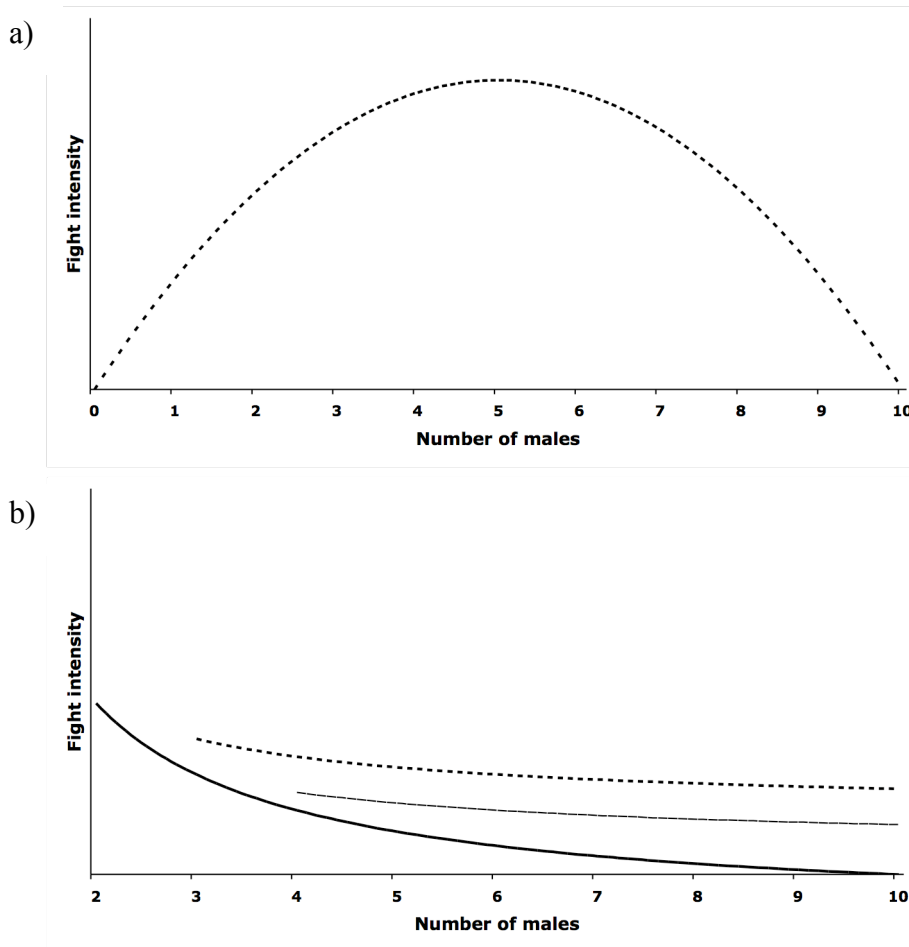 a)
Fight intensity
0 1 2 3 4 5 6 7 8 9 10
Number of males
b)
Fight intensity
2 3 4 5 6 7 8 9 10
Number of males